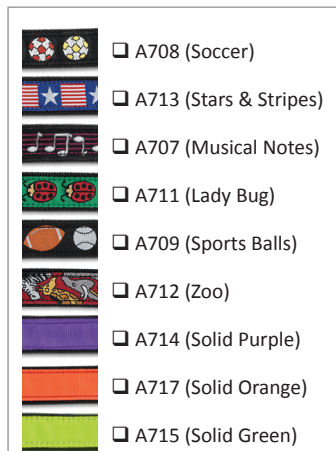 ❑ A708 (Soccer)
❑ A713 (Stars & Stripes)
❑ A707 (Musical Notes)
❑ A711 (Lady Bug)
❑ A709 (Sports Balls)
❑ A712 (Zoo)
❑ A714 (Solid Purple)
❑ A717 (Solid Orange)
❑ A715 (Solid Green)